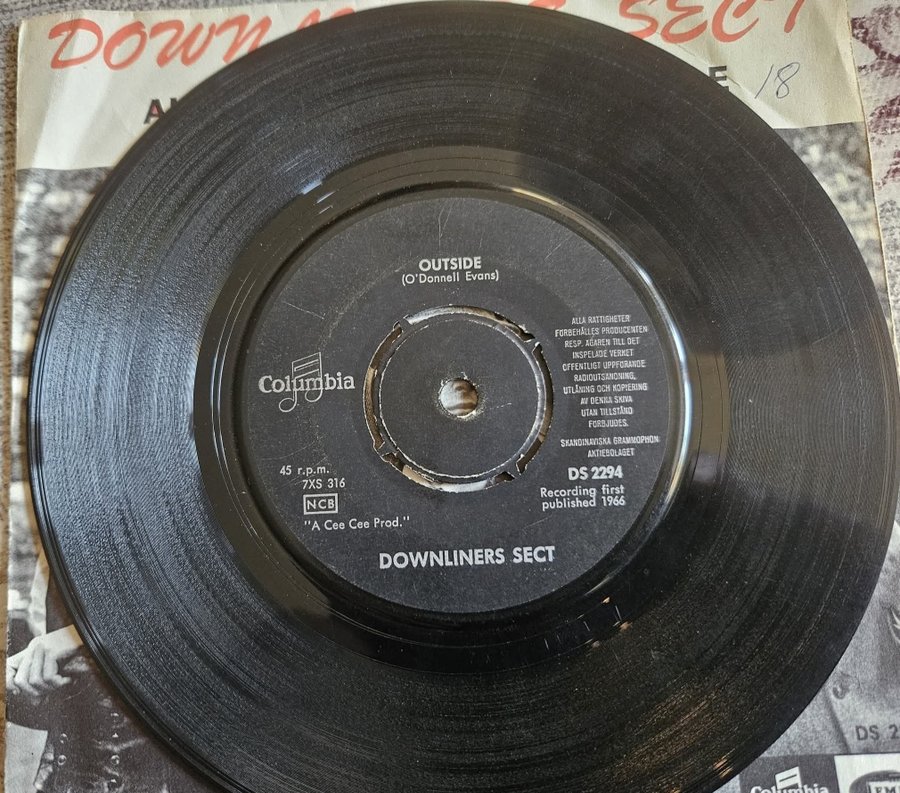 DOWN
SECT
18
OUTSIDE
(O'Donnell Evans)
Columbia
ALLA RÄTTIGHETER
FÖRBEHÅLLES PRODUCENTEN
RESP. ÄGAREN TILL DET
INSPELADE VERKET
OFFENTLIGT UPPFÖRANDE
RADIOUTSÄNDNING,
UTLÅNING OCH KOPIERING
AV DENNA SKIVA
UTAN TILLSTÅND
FÖRBJUDES.
SKANDINAVISKA GRAMMOPHON
AKTIEBOLAGET
45 r.p.m.
7XS 316
NCB
"A Cee Cee Prod."
DS 2294
Recording first
published 1966
DOWNLINERS SECT
DS 2
Columbia